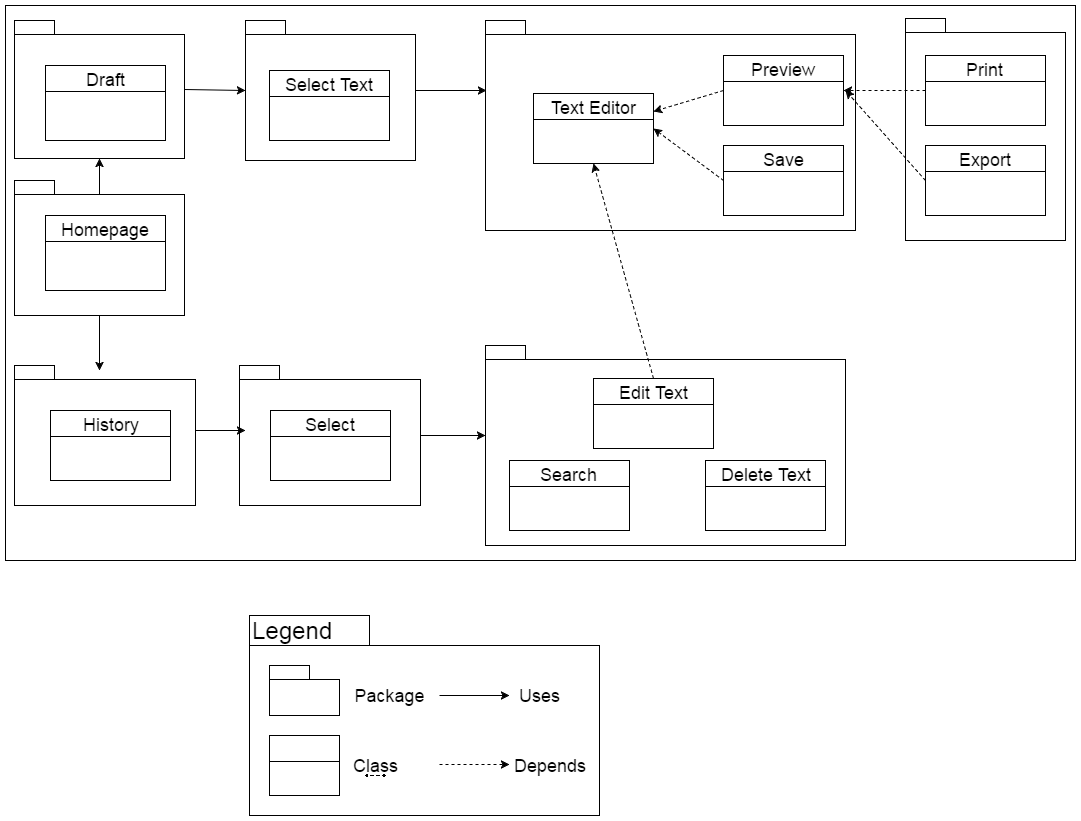 Draft
Select Text
Text Editor
Preview
Save
Print
Export
Homepage
History
Select
Edit Text
Search
Delete Text
Legend
Package
Uses
Class
Depends